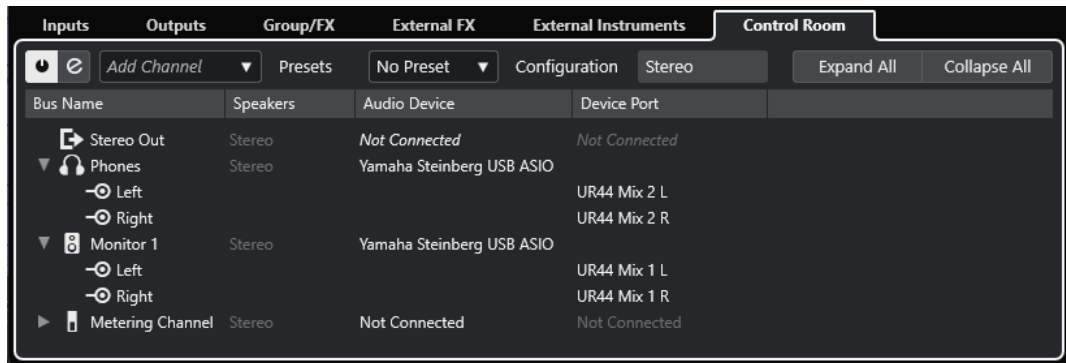 Inputs Outputs Group/FX External FX External Instruments Control Room
Add Channel Presets No Preset Configuration Stereo Expand All Collapse All
Bus Name Speakers Audio Device Device Port
Stereo Out Stereo Not Connected Not Connected
Phones Stereo Yamaha Steinberg USB ASIO
Left UR44 Mix 2 L
Right UR44 Mix 2 R
Monitor 1 Stereo Yamaha Steinberg USB ASIO
Left UR44 Mix 1 L
Right UR44 Mix 1 R
Metering Channel Stereo Not Connected Not Connected